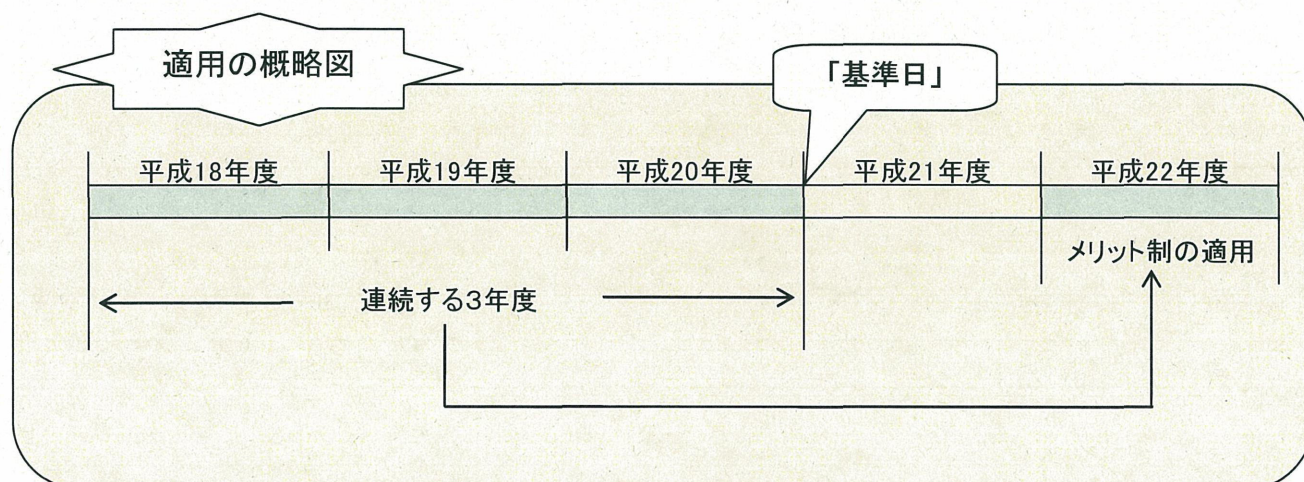 適用の概略図
「基準日」
平成18年度
平成19年度
平成20年度
平成21年度
平成22年度
メリット制の適用
連続する3年度